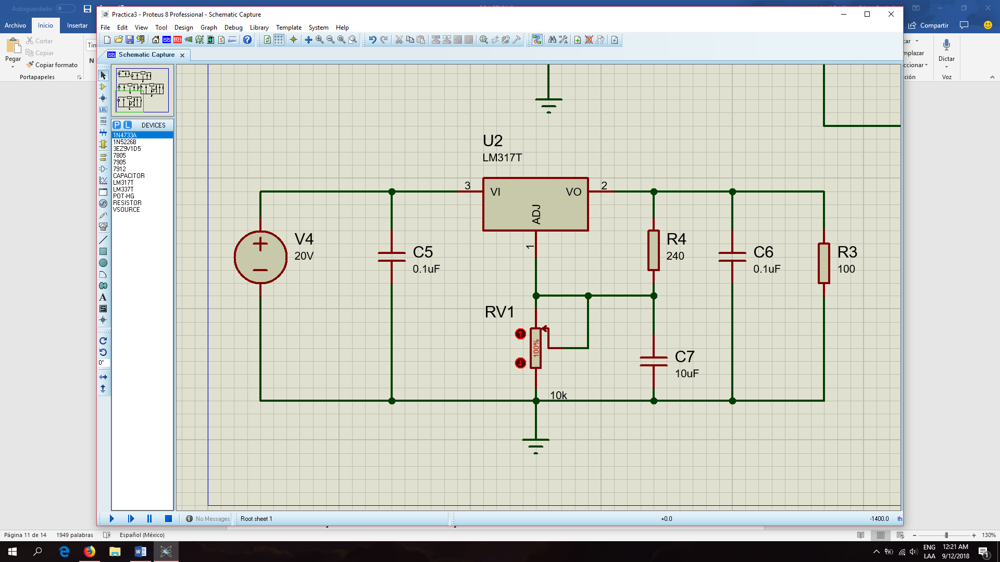 Autoguardado
Practica3 - Proteus 8 Professional - Schematic Capture
Archivo Inicio Insertar
File Edit View Tool Design Graph Debug Library Template System Help
Compartir
Cortar
Copiar
Copiar formato
Pegar
Portapapeles
Tim
N
Schematic Capture
car
mplazar
ccionar
ción
Dictar
Voz
P L DEVICES
1N4733A
1N5226B
3EZ9V1D5
7805
7905
7912
CAPACITOR
LM317T
LM337T
POT-HG
RESISTOR
VSOURCE
LBL
A
S
0°
U2
LM317T
3 VI VO 2
ADJ
1
V4
20V
C5
0.1uF
R4
240
C6
0.1uF
R3
100
RV1
100%
10k
C7
10uF
No Messages Root sheet 1 +0.0 -1400.0 th
Página 11 de 14 1949 palabras Español (México) 130%
ENG 12:21 AM
LAA 9/12/2018
1